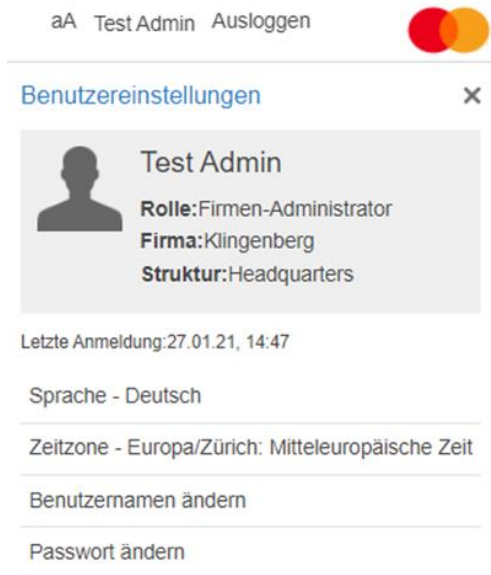 aA Test Admin Ausloggen
Benutzereinstellungen ×
Test Admin
Rolle:Firmen-Administrator
Firma:Klingenberg
Struktur:Headquarters
Letzte Anmeldung:27.01.21, 14:47
Sprache - Deutsch
Zeitzone - Europa/Zürich: Mitteleuropäische Zeit
Benutzernamen ändern
Passwort ändern